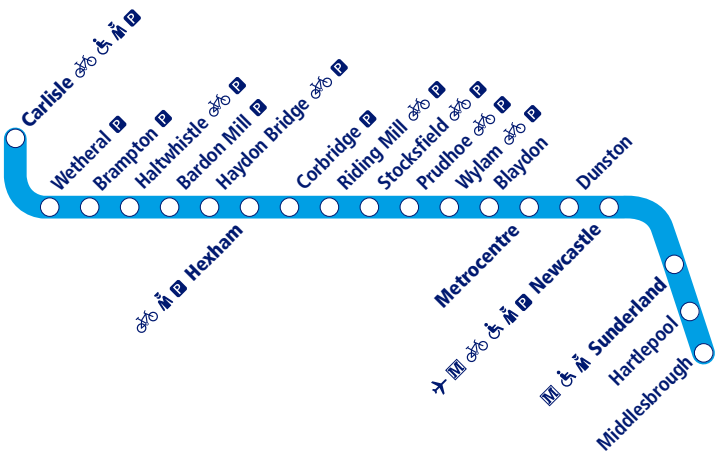 Carlisle P
Wetheral P
Brampton P
Haltwhistle P
Bardon Mill P
Haydon Bridge P
P Hexham
Corbridge P
Riding Mill P
Stocksfield P
Prudhoe P
Wylam P
Blaydon
Metrocentre
Dunston
M P Newcastle
M Sunderland
Hartlepool
Middlesbrough